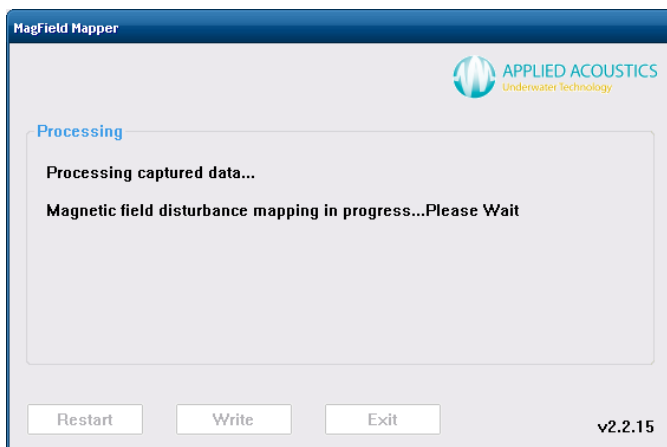 MagField Mapper
APPLIED ACOUSTICS
Underwater Technology
Processing
Processing captured data...
Magnetic field disturbance mapping in progress...Please Wait
Restart Write Exit
v2.2.15